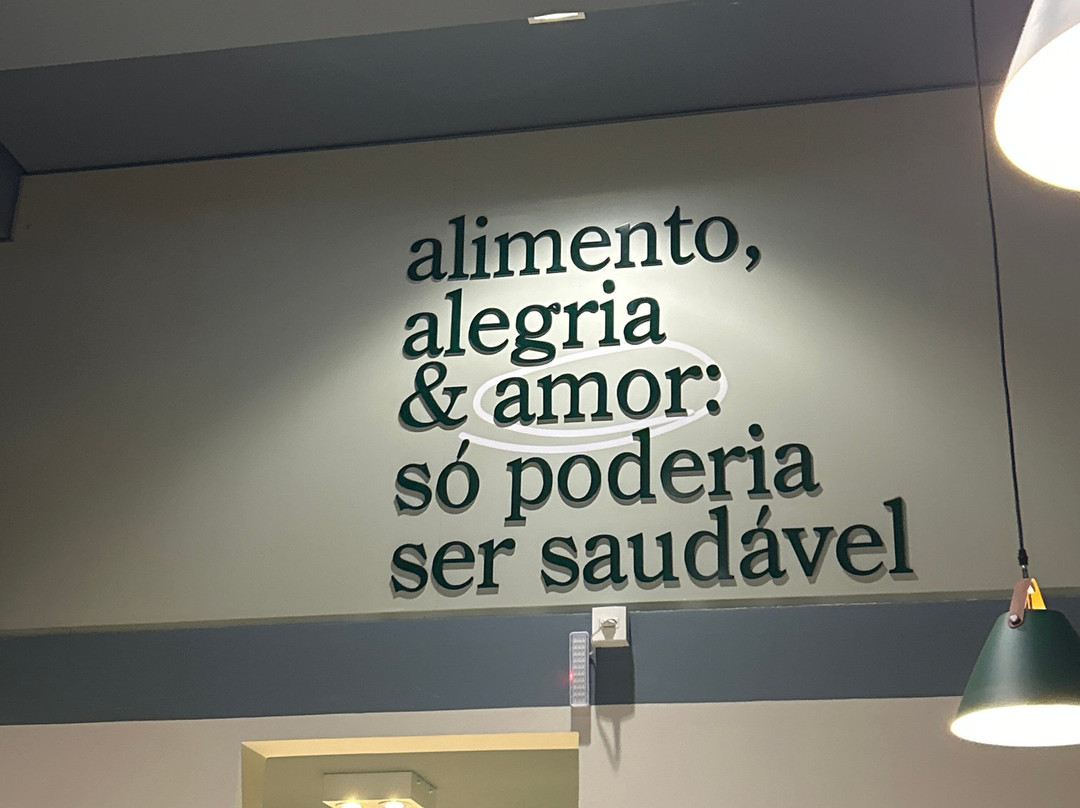 alimento,
alegria
& amor:
só poderia
ser saudável